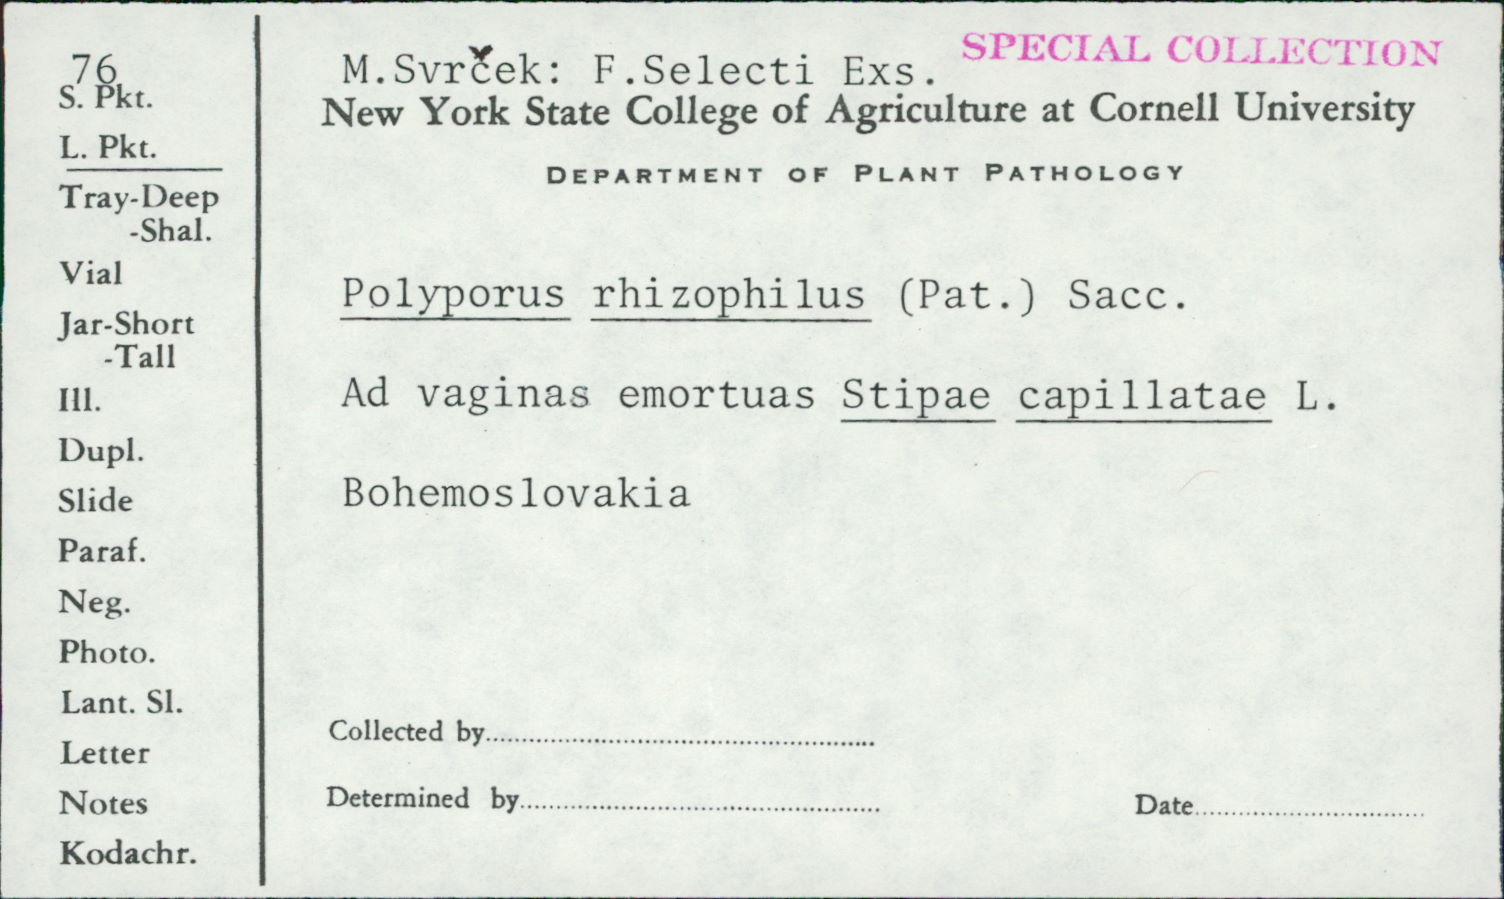 76
S. Pkt.
L. Pkt.
Tray-Deep
-Shal.
Vial
Jar-Short
-Tall
Ill.
Dupl.
Slide
Paraf.
Neg.
Photo.
Lant. Sl.
Letter
Notes
Kodachr.
SPECIAL COLLECTION
M.Svrček: F.Selecti Exs.
New York State College of Agriculture at Cornell University
DEPARTMENT OF PLANT PATHOLOGY
Polyporus rhizophilus (Pat.) Sacc.
Ad vaginas emortuas Stipae capillatae L.
Bohemoslovakia
Collected by
Determined by
Date